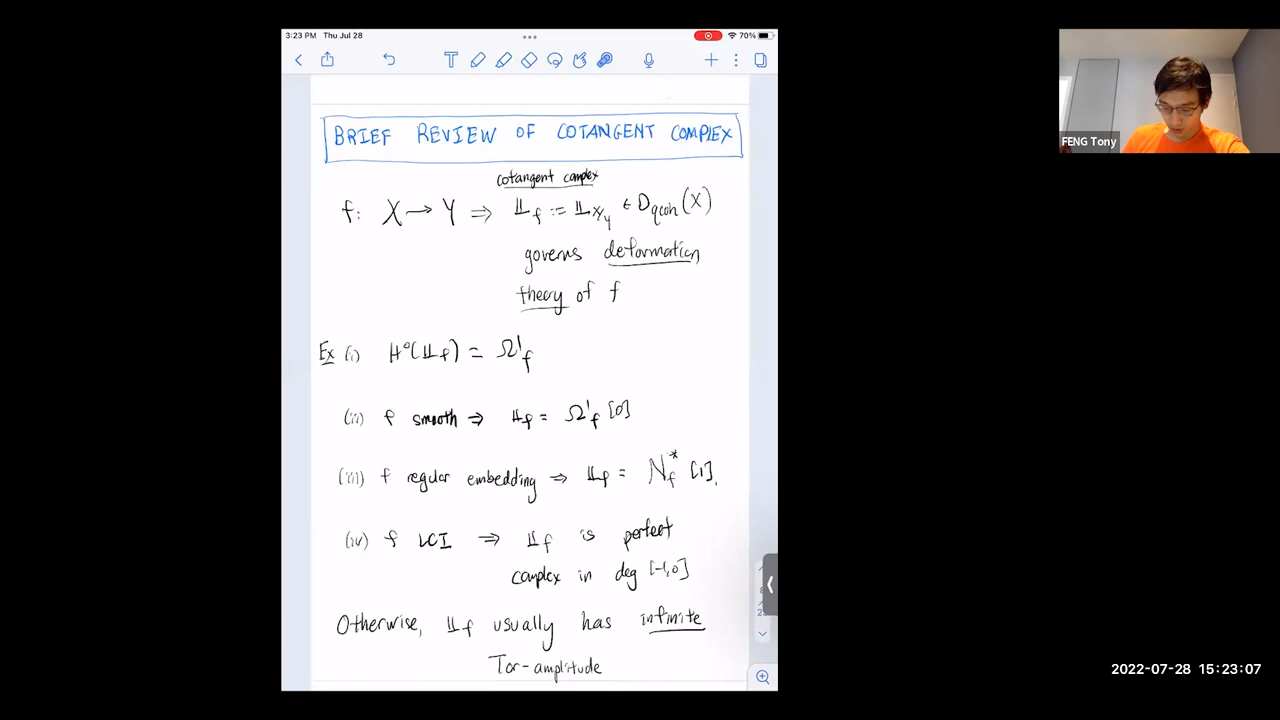 3:23 PM Thu Jul 28
70%
BRIEF REVIEW OF COTANGENT COMPLEX
cotangent complex
f: X → Y ⇒ 𝕃_f := 𝕃_{X/Y} ∈ D_{qcoh}(X)
governs deformation
theory of f
Ex (i) H⁰(𝕃_f) = Ω¹_f
(ii) f smooth ⇒ 𝕃_f = Ω¹_f [0]
(iii) f regular embedding ⇒ 𝕃_f = N_f^* [1].
(iv) f LCI ⇒ 𝕃_f is perfect
complex in deg [-1,0]
Otherwise, 𝕃_f usually has infinite
Tor-amplitude
FENG Tony
2022-07-28 15:23:07